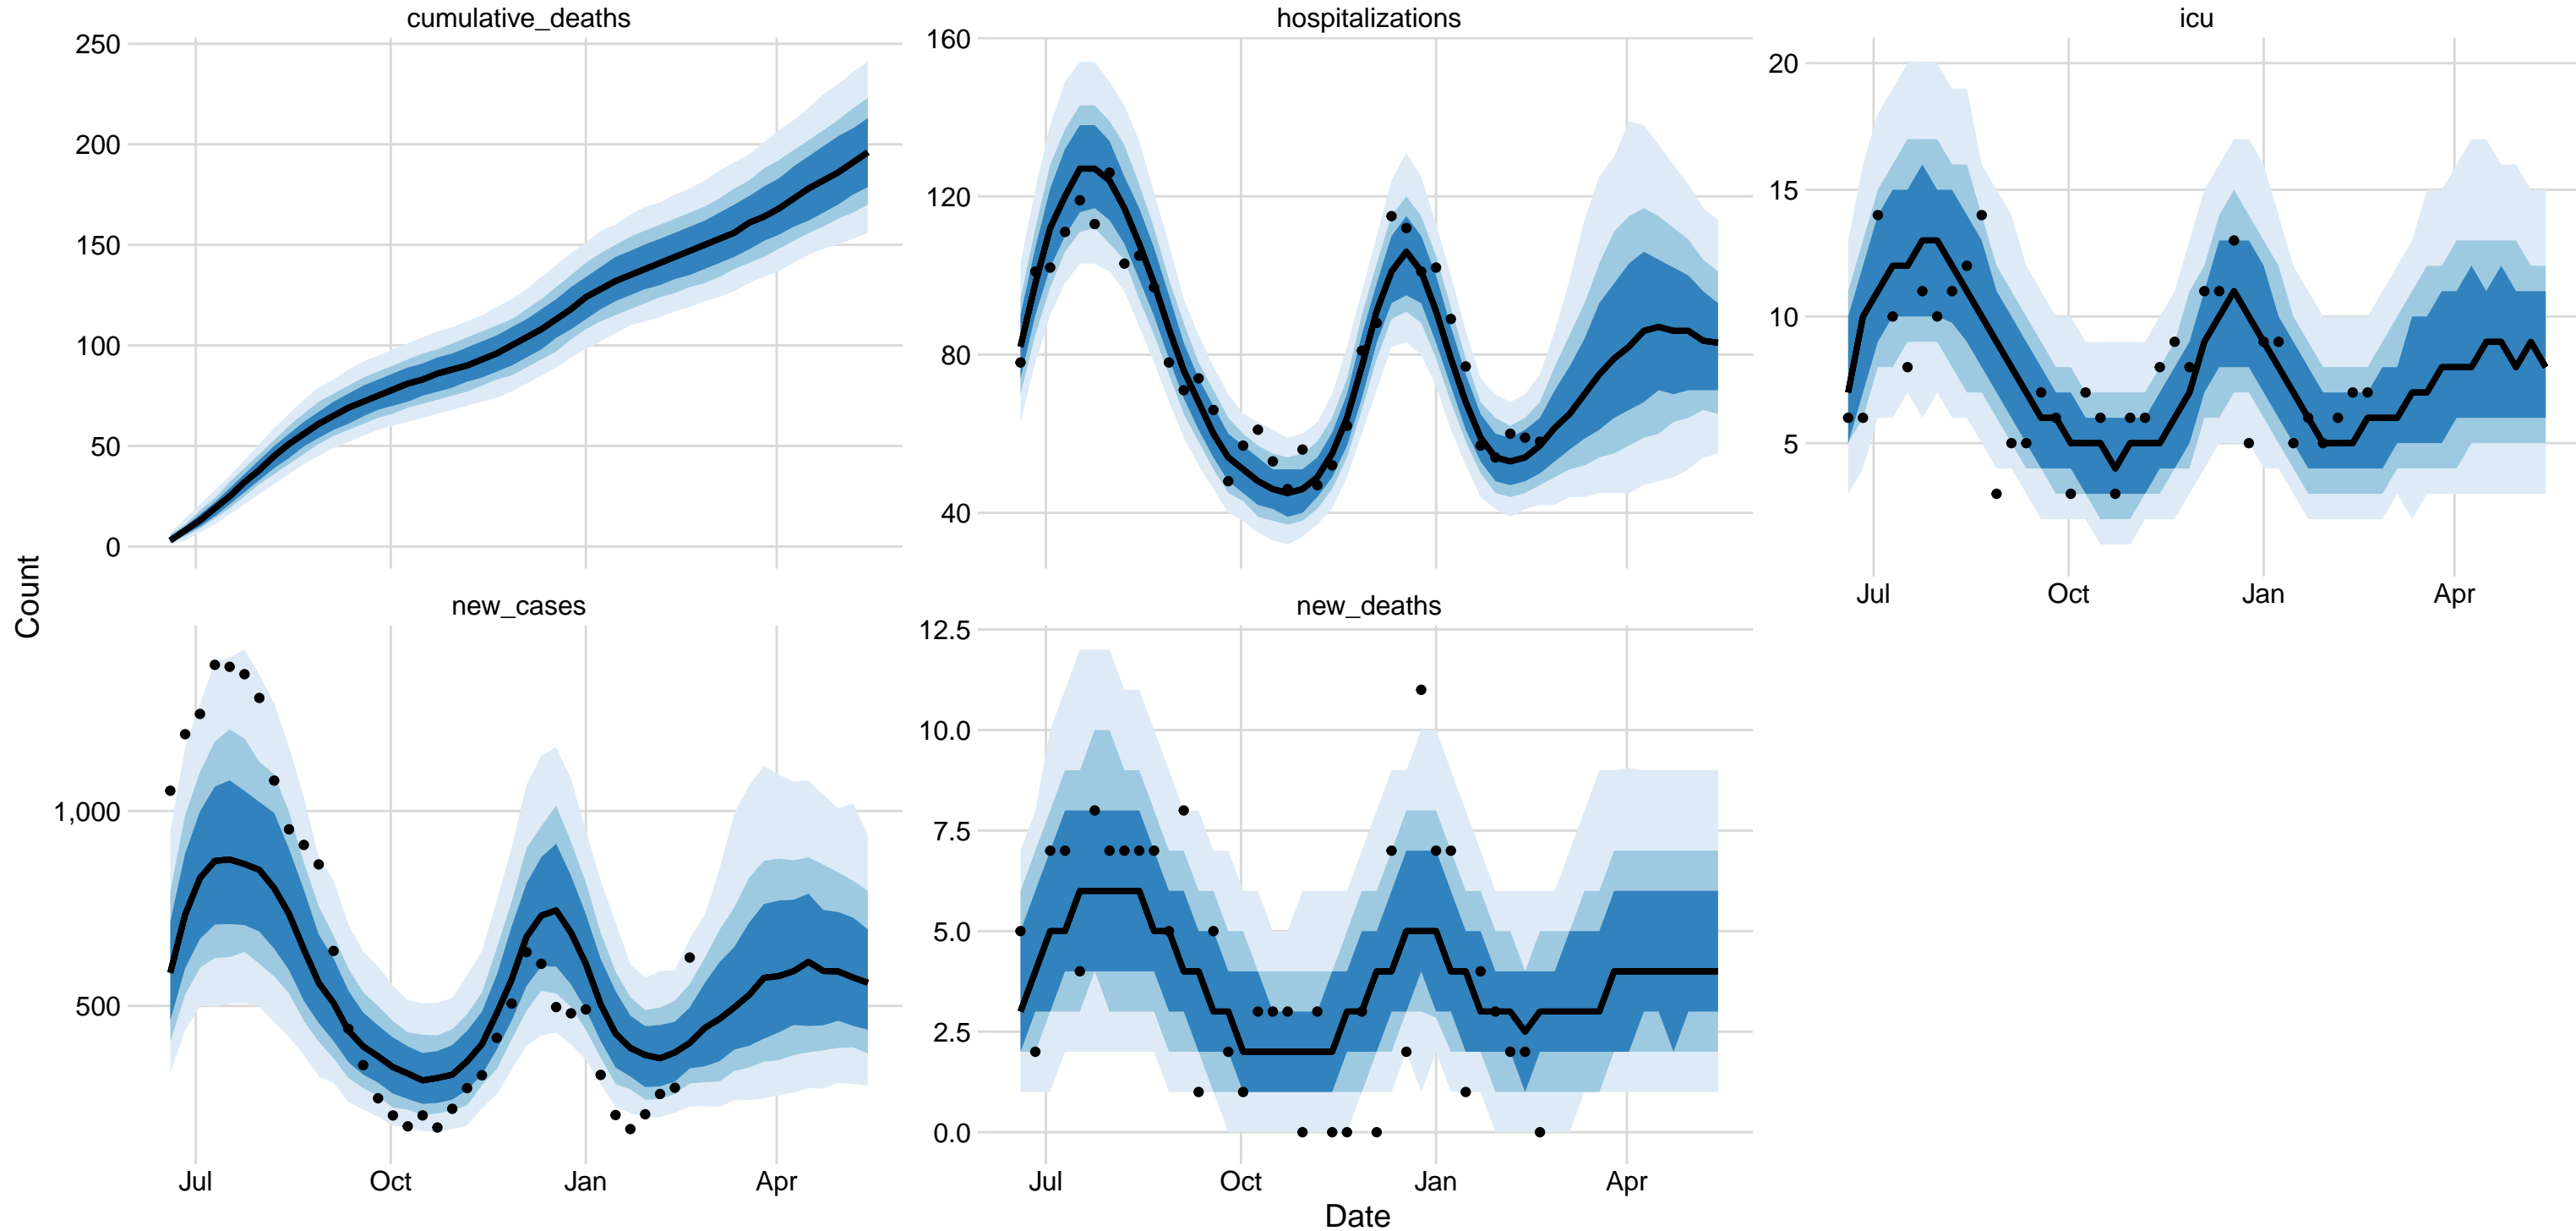 cumulative_deaths
hospitalizations
icu
250
200
150
100
50
0
160
120
80
40
20
15
10
5
Jul Oct Jan Apr
Count
new_cases
new_deaths
1,000
500
12.5
10.0
7.5
5.0
2.5
0.0
Jul Oct Jan Apr
Jul Oct Jan Apr
Date